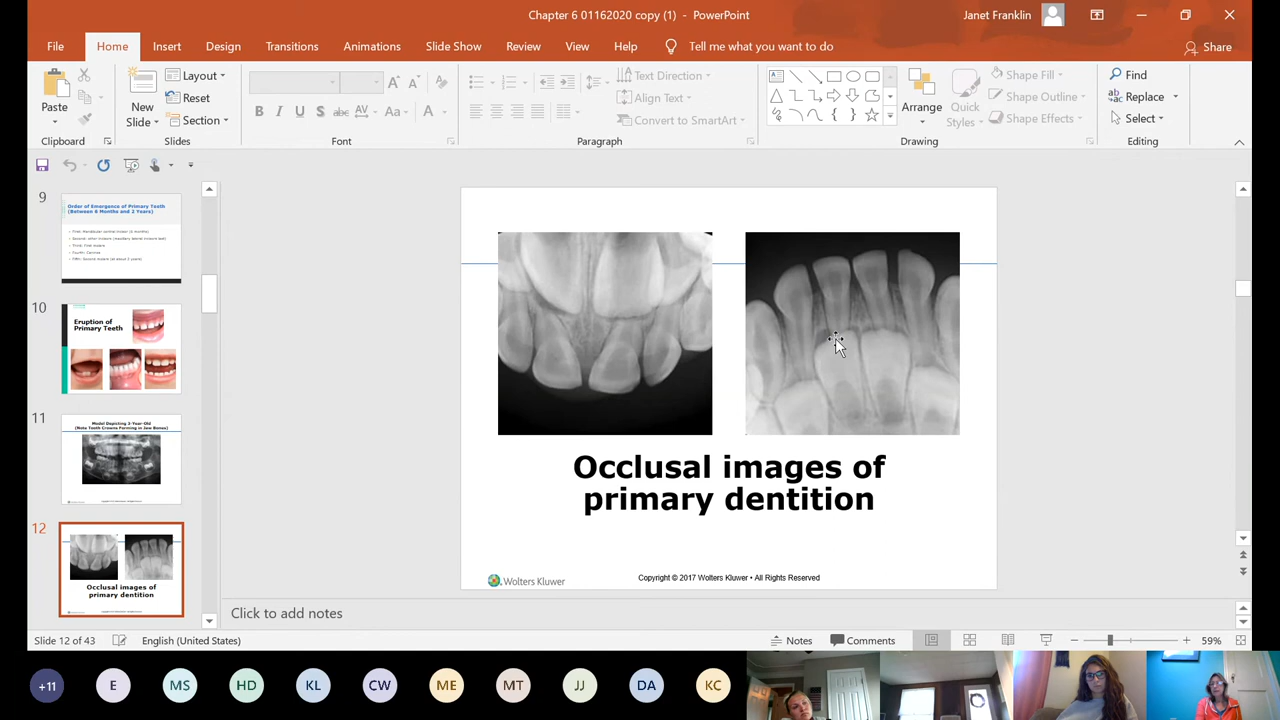 Chapter 6 01162020 copy (1) - PowerPoint
Janet Franklin
File Home Insert Design Transitions Animations Slide Show Review View Help Tell me what you want to do Share
Paste
Clipboard
New Slide
Layout
Reset
Section
Slides
B I U S abc AV Aa A
Font
Text Direction
Align Text
Convert to SmartArt
Paragraph
Arrange
Quick Styles
Shape Fill
Shape Outline
Shape Effects
Drawing
Find
Replace
Select
Editing
9
Order of Emergence of Primary Teeth
(Between 6 Months and 2 Years)
10
Eruption of
Primary Teeth
11
Model Depicting 3-Year-Old
(Note Tooth Crowns Forming in Jaw Bones)
12
Occlusal images of
primary dentition
Occlusal images of
primary dentition
Wolters Kluwer
Copyright © 2017 Wolters Kluwer • All Rights Reserved
Click to add notes
Slide 12 of 43 English (United States) Notes Comments 59%
+11 E MS HD KL CW ME MT JJ DA KC